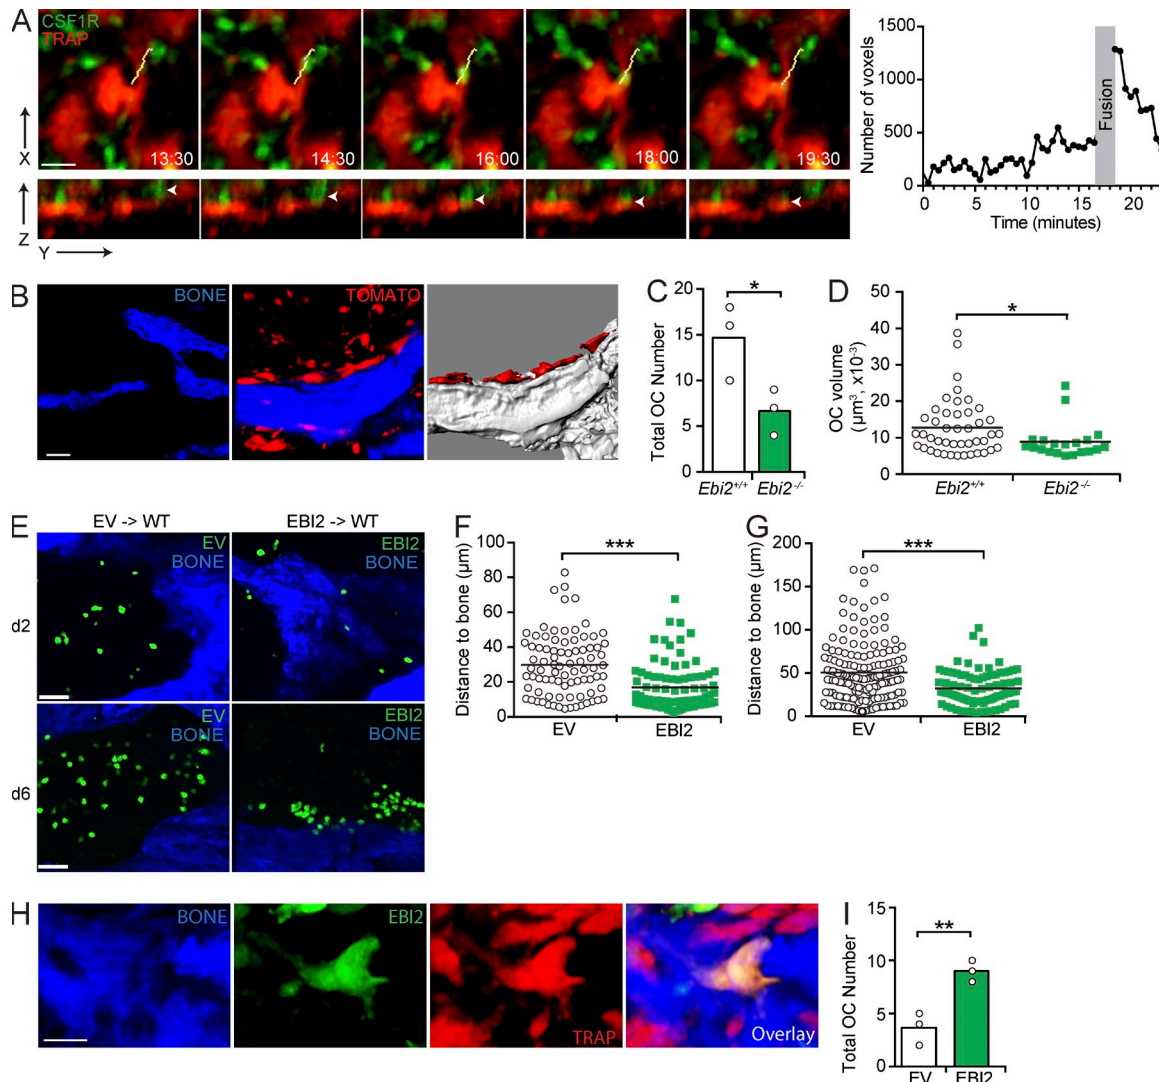 A
CSF1R
TRAP
X
13:30
14:30
16:00
18:00
19:30
Z
Y
Number of voxels
1500
1000
500
0
Fusion
0
5
10
15
20
Time (minutes)
B
BONE
TOMATO
C
Total OC Number
20
15
10
5
0
*
Ebi2+/+
Ebi2-/-
D
OC volume
(µm³, x10-3)
50
40
30
20
10
0
*
Ebi2+/+
Ebi2-/-
E
EV -> WT
EBI2 -> WT
d2
EV
BONE
EBI2
BONE
d6
EV
BONE
EBI2
BONE
F
Distance to bone (µm)
100
80
60
40
20
0
***
EV
EBI2
G
Distance to bone (µm)
200
150
100
50
0
***
EV
EBI2
H
BONE
EBI2
TRAP
Overlay
I
Total OC Number
15
10
5
0
**
EV
EBI2